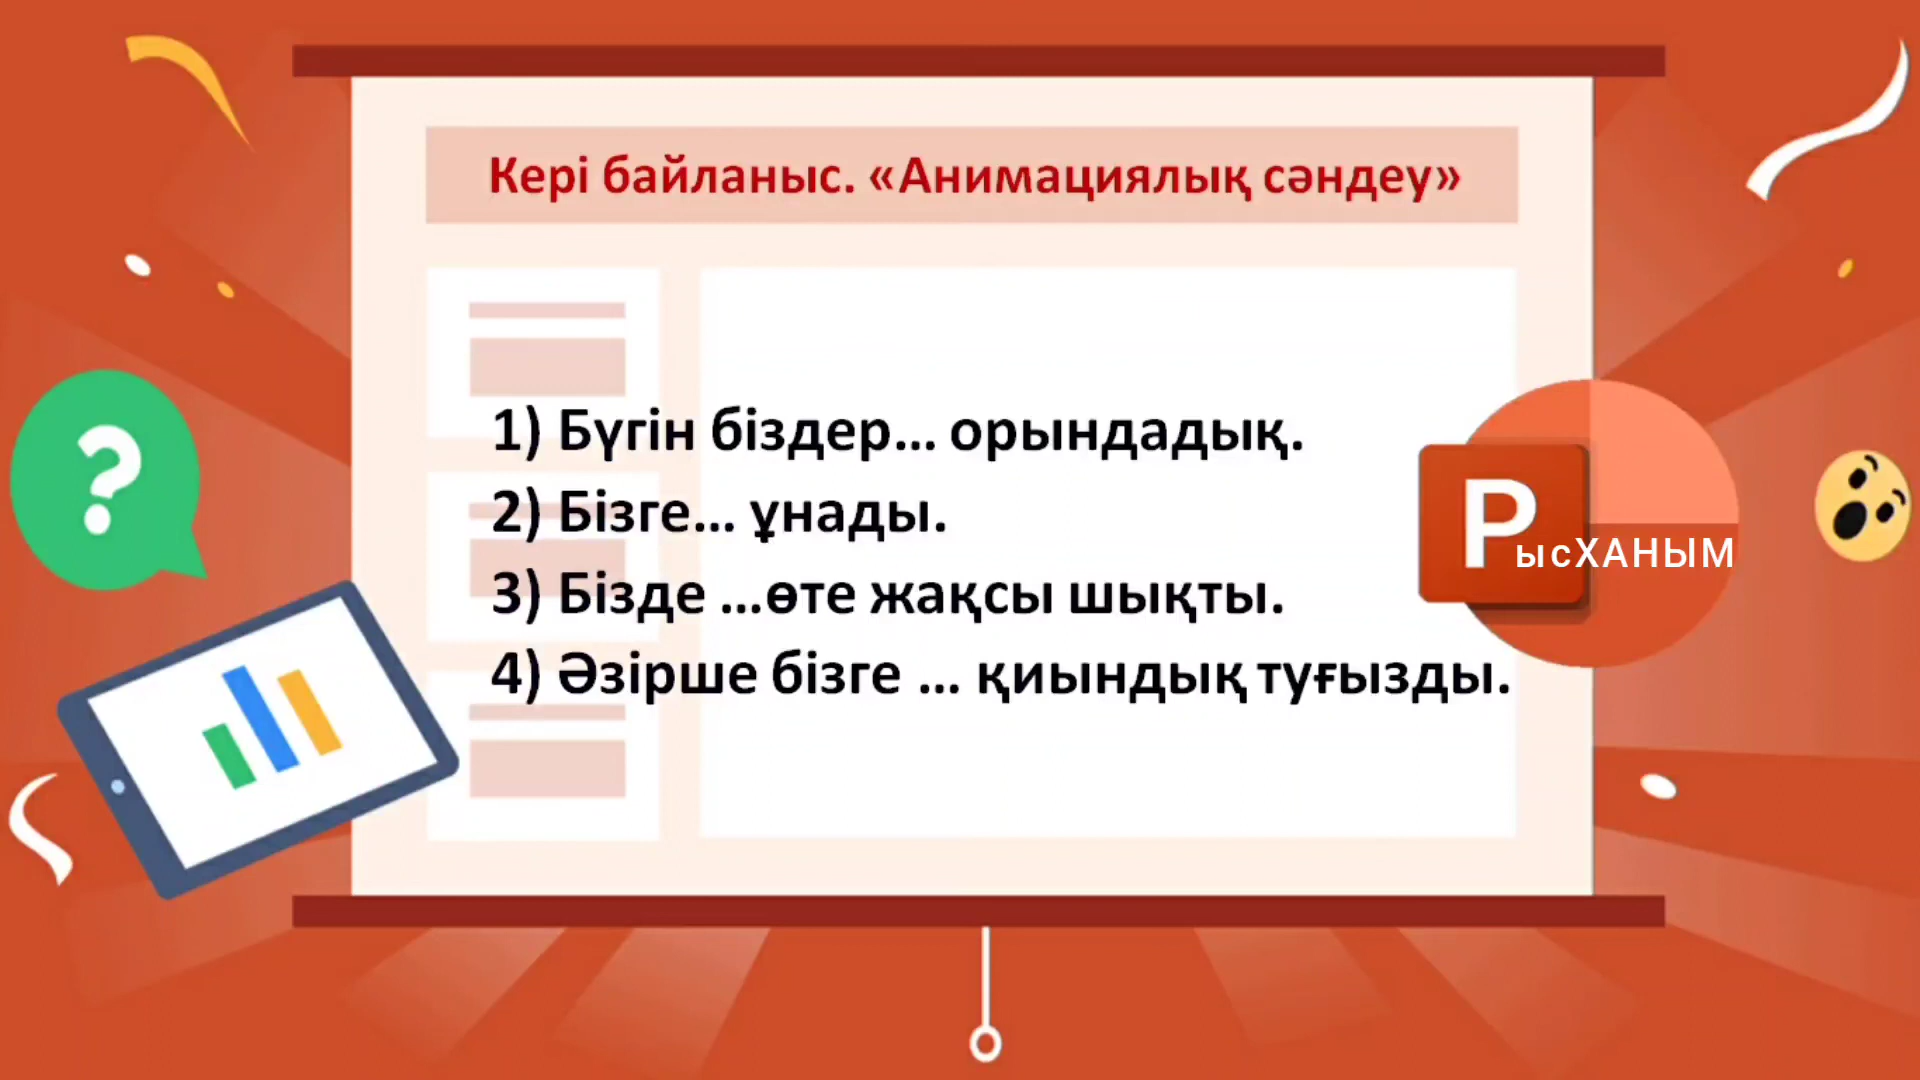 Кері байланыс. «Анимациялық сәндеу»
1) Бүгін біздер... орындадық.
2) Бізге... ұнады.
3) Бізде ...өте жақсы шықты.
4) Әзірше бізге ... қиындық туғызды.
?
РысХАНЫМ